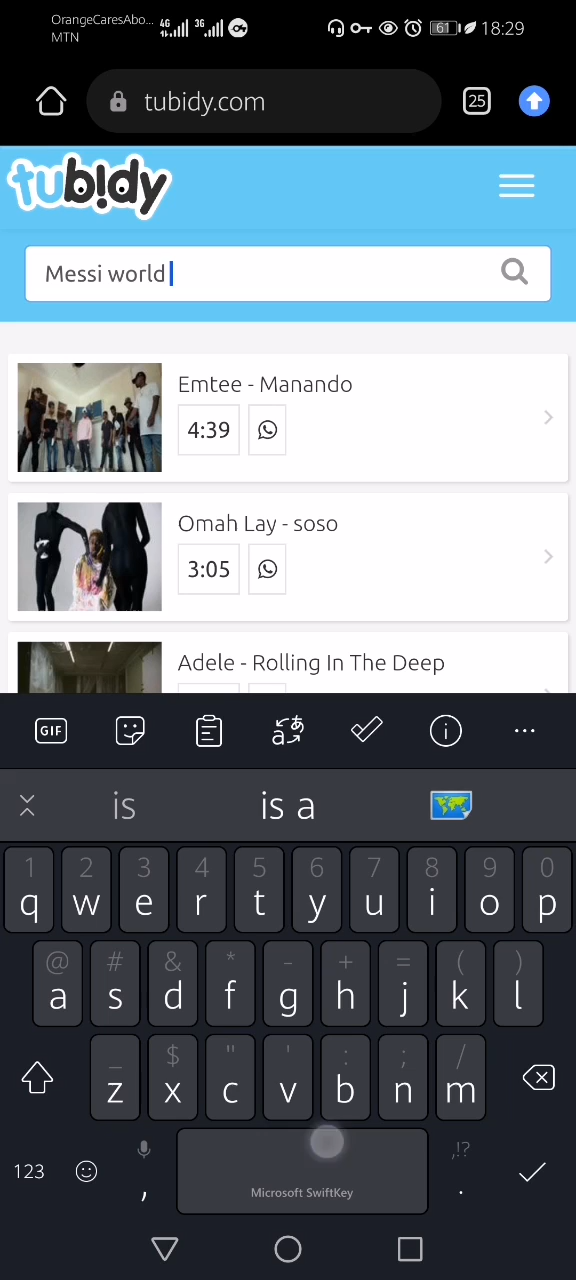 OrangeCaresAbo... 4G 3G 61 18:29
MTN
tubidy.com 25
tubidy
Messi world
Emtee - Manando
4:39
Omah Lay - soso
3:05
Adele - Rolling In The Deep
GIF aあ i ...
is is a
1 2 3 4 5 6 7 8 9 0
q w e r t y u i o p
@ # & * - + = ( )
a s d f g h j k l
_ $ " ' : ; /
z x c v b n m
,!?
123 , Microsoft SwiftKey .